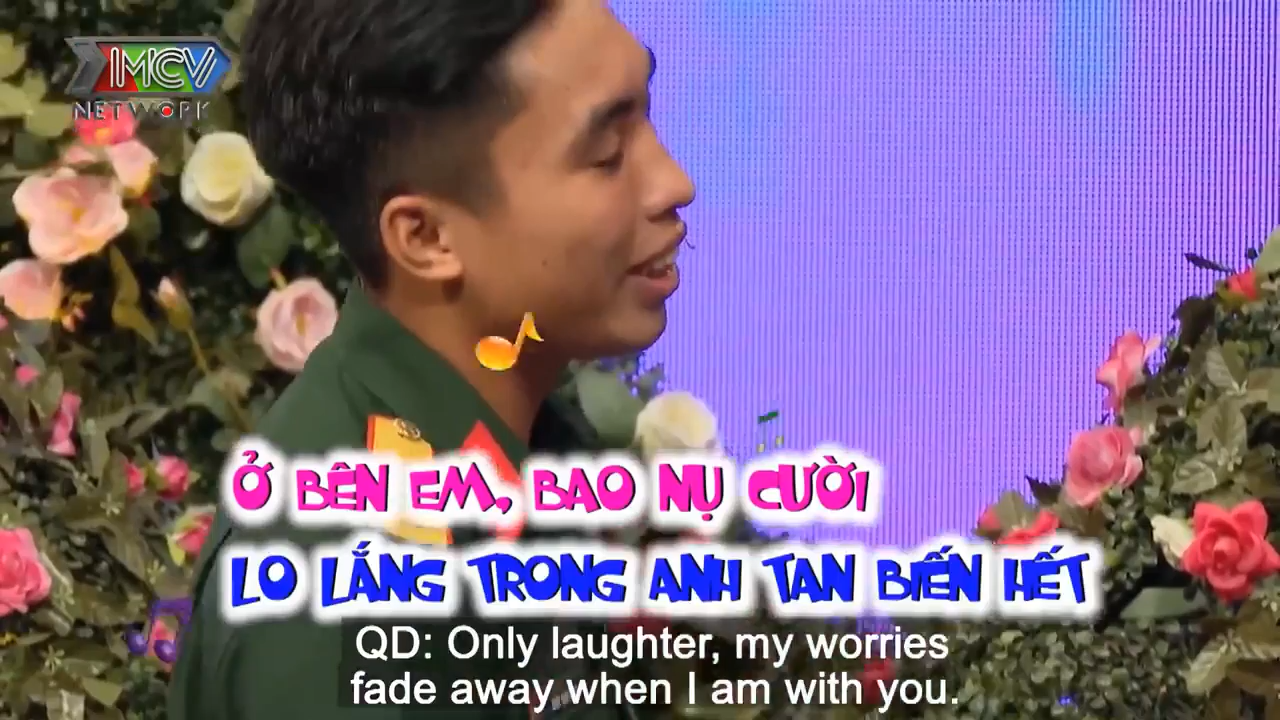 MCV
NETWORK
Ở BÊN EM, BAO NỤ CƯỜI
LO LẮNG TRONG ANH TAN BIẾN HẾT
QD: Only laughter, my worries
fade away when I am with you.